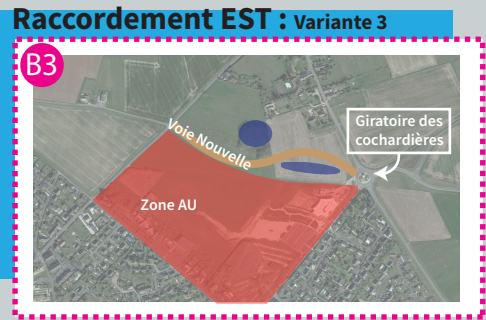 Raccordement EST : Variante 3
B3
Giratoire des
cochardières
Voie Nouvelle
Zone AU